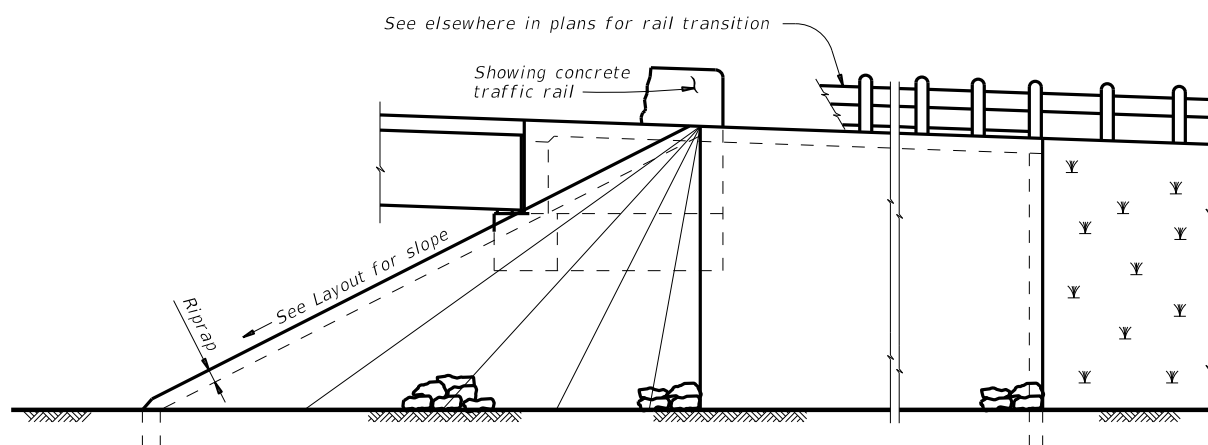 See elsewhere in plans for rail transition
Showing concrete
traffic rail
See Layout for slope
Riprap